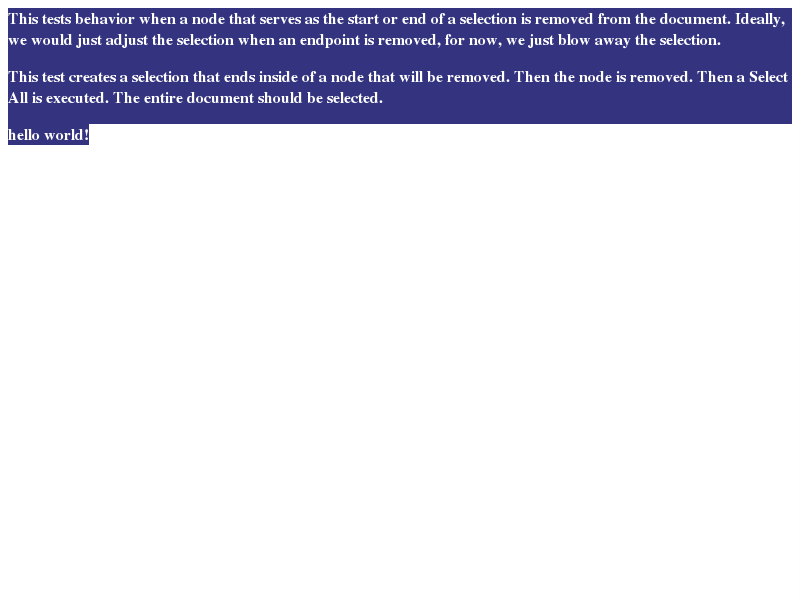 This tests behavior when a node that serves as the start or end of a selection is removed from the document. Ideally,
we would just adjust the selection when an endpoint is removed, for now, we just blow away the selection.
This test creates a selection that ends inside of a node that will be removed. Then the node is removed. Then a Select
All is executed. The entire document should be selected.
hello world!